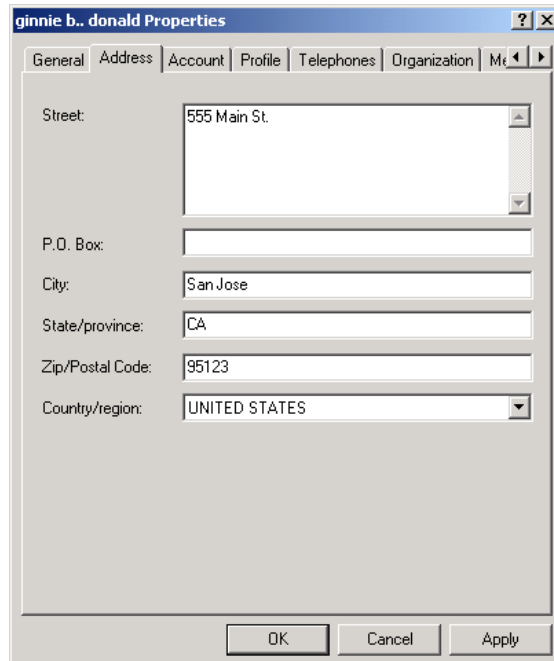 ginnie b.. donald Properties
General Address Account Profile Telephones Organization Me
Street: 555 Main St.
P.O. Box:
City: San Jose
State/province: CA
Zip/Postal Code: 95123
Country/region: UNITED STATES
OK Cancel Apply